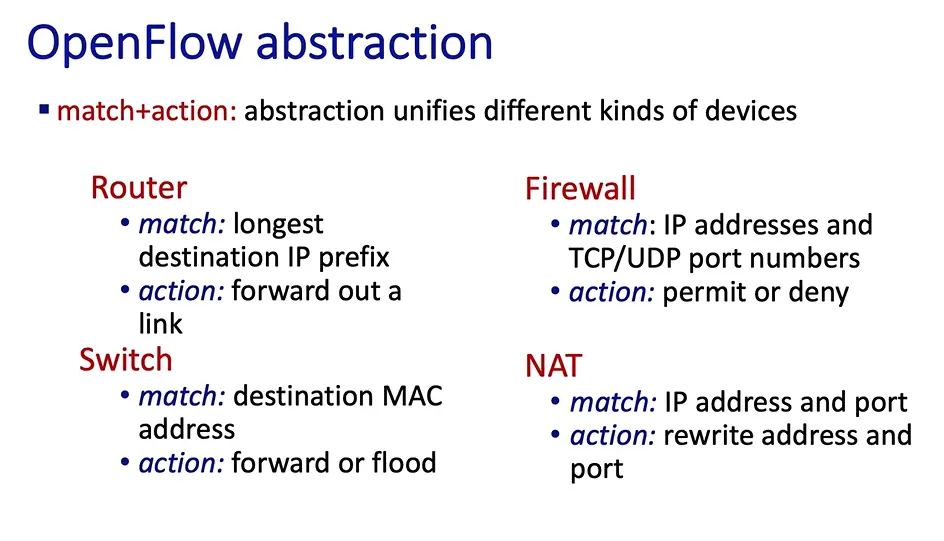 OpenFlow abstraction
▪ match+action: abstraction unifies different kinds of devices
Router
• match: longest
destination IP prefix
• action: forward out a
link
Switch
• match: destination MAC
address
• action: forward or flood
Firewall
• match: IP addresses and
TCP/UDP port numbers
• action: permit or deny
NAT
• match: IP address and port
• action: rewrite address and
port